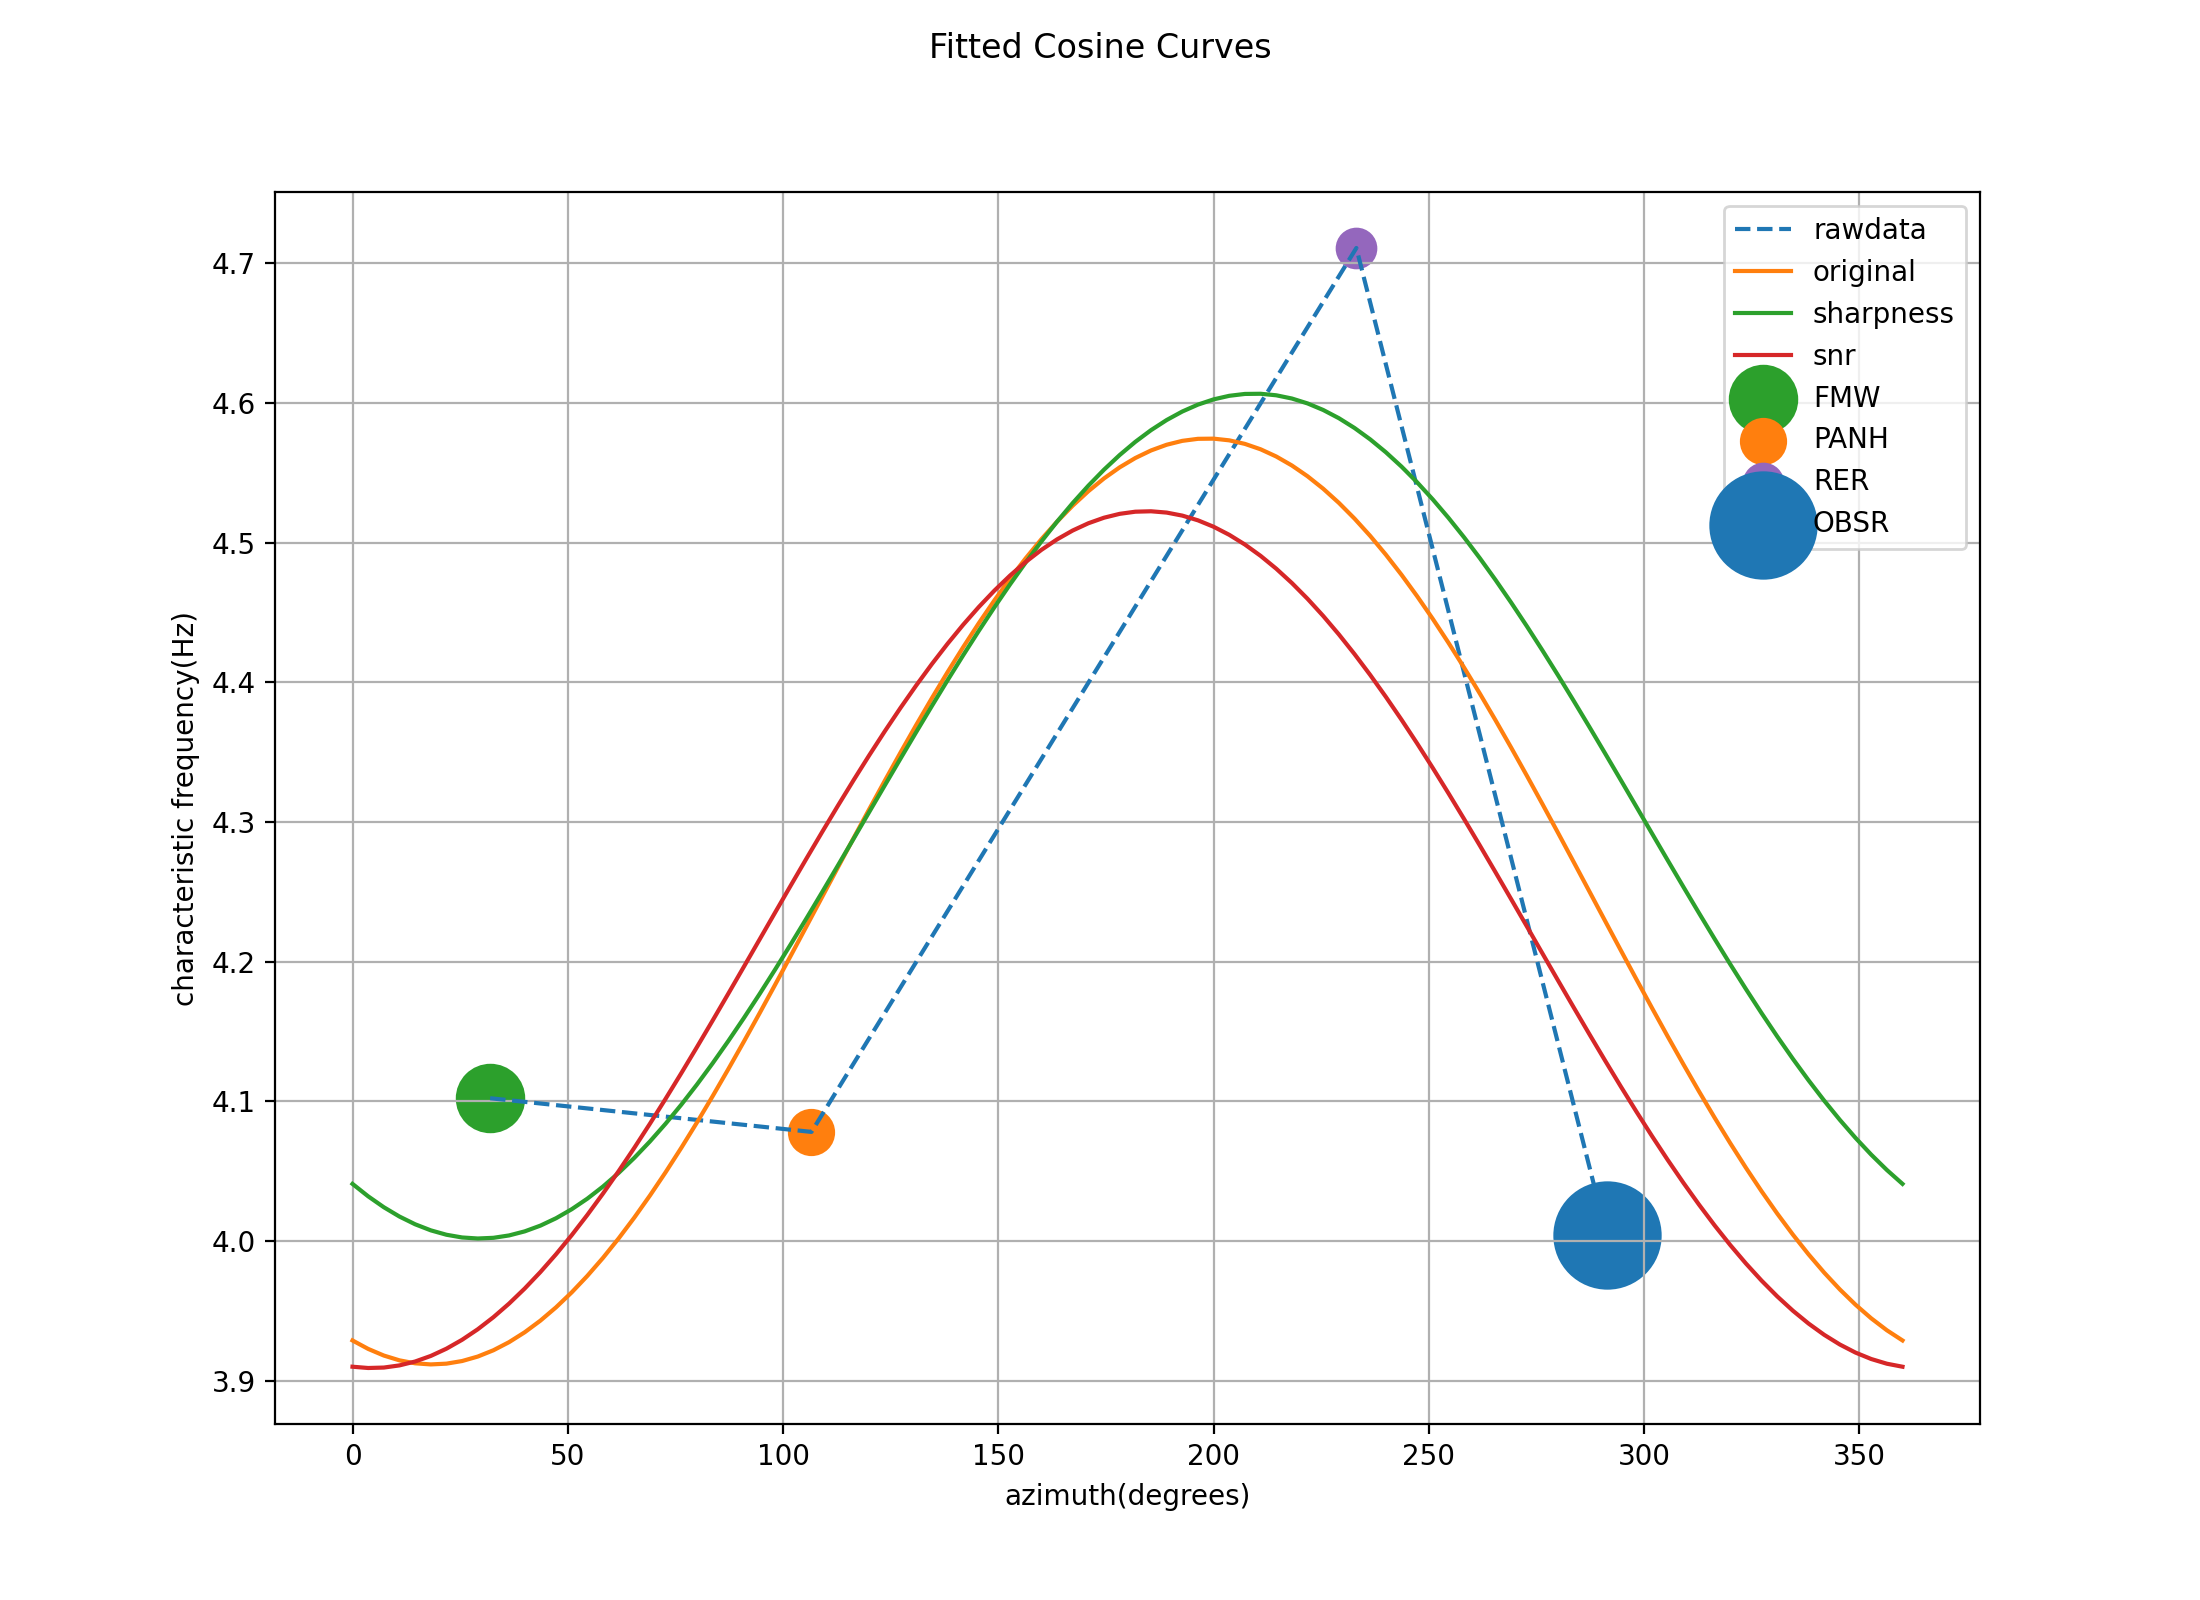 Fitted Cosine Curves
rawdata
original
sharpness
snr
FMW
PANH
RER
OBSR
4.7
4.6
4.5
4.4
4.3
4.2
4.1
4.0
3.9
characteristic frequency(Hz)
0 50 100 150 200 250 300 350
azimuth(degrees)